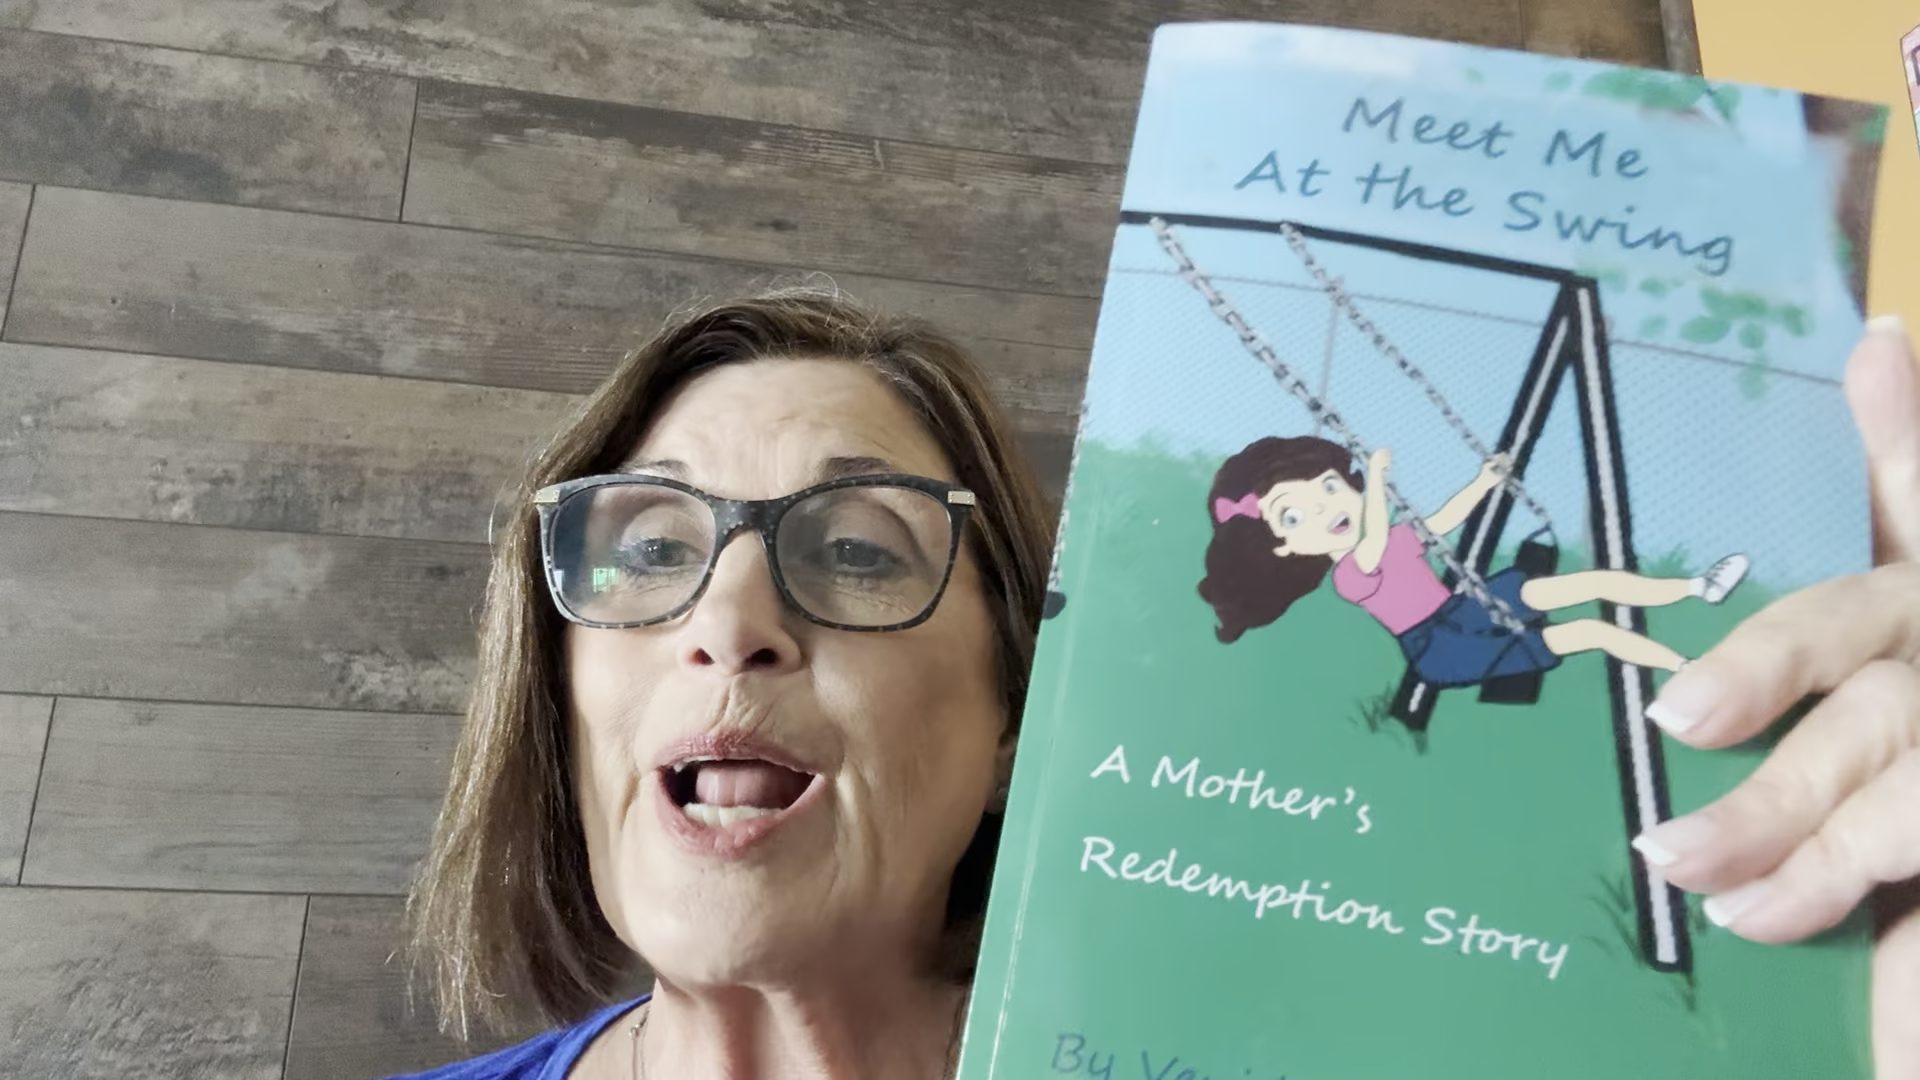 Meet Me
At the Swing
A Mother's
Redemption Story
By